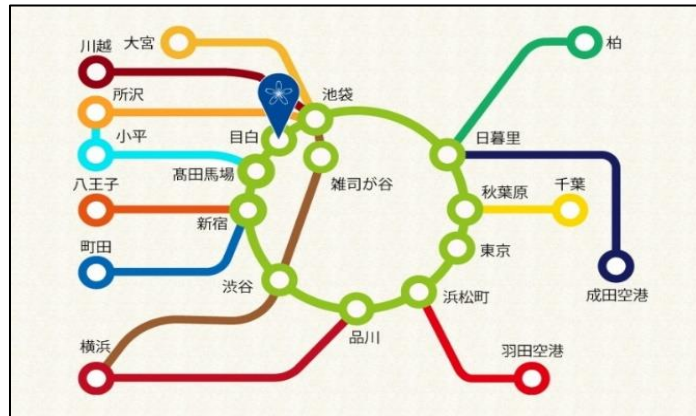 川越
大宮
所沢
小平
八王子
町田
横浜
池袋
目白
髙田馬場
新宿
渋谷
雑司が谷
品川
浜松町
東京
秋葉原
日暮里
柏
千葉
成田空港
羽田空港